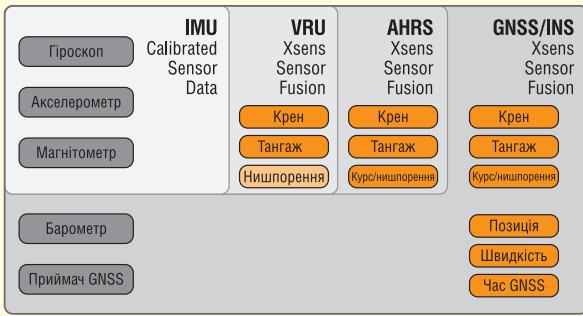 Гіроскоп
Акселерометр
Магнітометр
Барометр
Приймач GNSS
IMU
Calibrated
Sensor
Data
VRU
Xsens
Sensor
Fusion
Крен
Тангаж
Нишпорення
AHRS
Xsens
Sensor
Fusion
Крен
Тангаж
Курс/нишпорення
GNSS/INS
Xsens
Sensor
Fusion
Крен
Тангаж
Курс/нишпорення
Позиція
Швидкість
Час GNSS